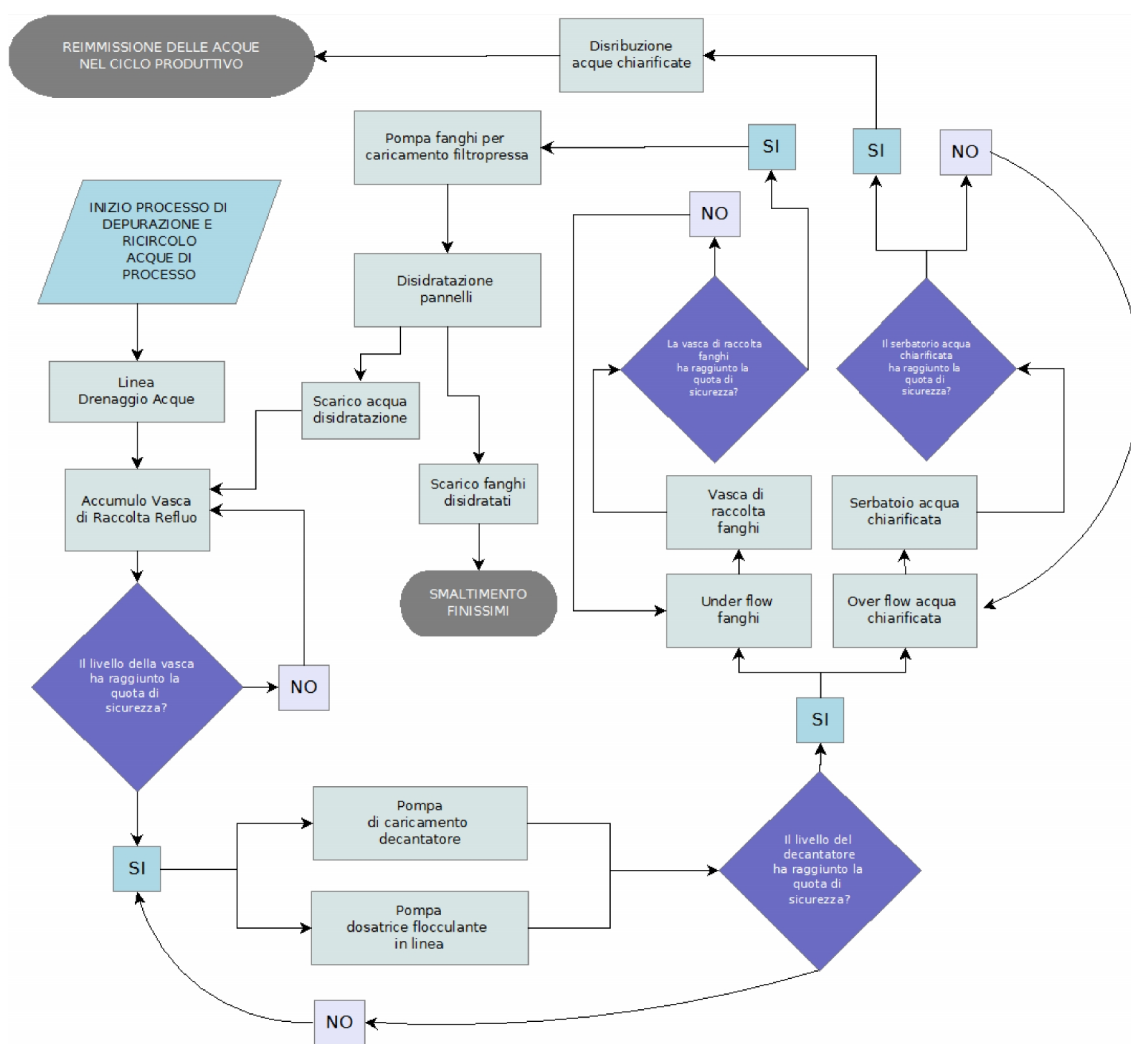 REIMMISSIONE DELLE ACQUE
NEL CICLO PRODUTTIVO
Disribuzione
acque chiarificate
Pompa fanghi per
caricamento filtropressa
SI
SI
NO
INIZIO PROCESSO DI
DEPURAZIONE E
RICIRCOLO
ACQUE DI
PROCESSO
NO
Disidratazione
pannelli
La vasca di raccolta
fanghi
ha raggiunto la
quota di
sicurezza?
Il serbatorio acqua
chiarificata
ha raggiunto la
quota di
sicurezza?
Linea
Drenaggio Acque
Scarico acqua
disidratazione
Accumulo Vasca
di Raccolta Refluo
Scarico fanghi
disidratati
Vasca di
raccolta
fanghi
Serbatoio acqua
chiarificata
SMALTIMENTO
FINISSIMI
Under flow
fanghi
Over flow acqua
chiarificata
Il livello della vasca
ha raggiunto la
quota di
sicurezza?
NO
SI
Pompa
di caricamento
decantatore
SI
Il livello del
decantatore
ha raggiunto la
quota di
sicurezza?
Pompa
dosatrice flocculante
in linea
NO